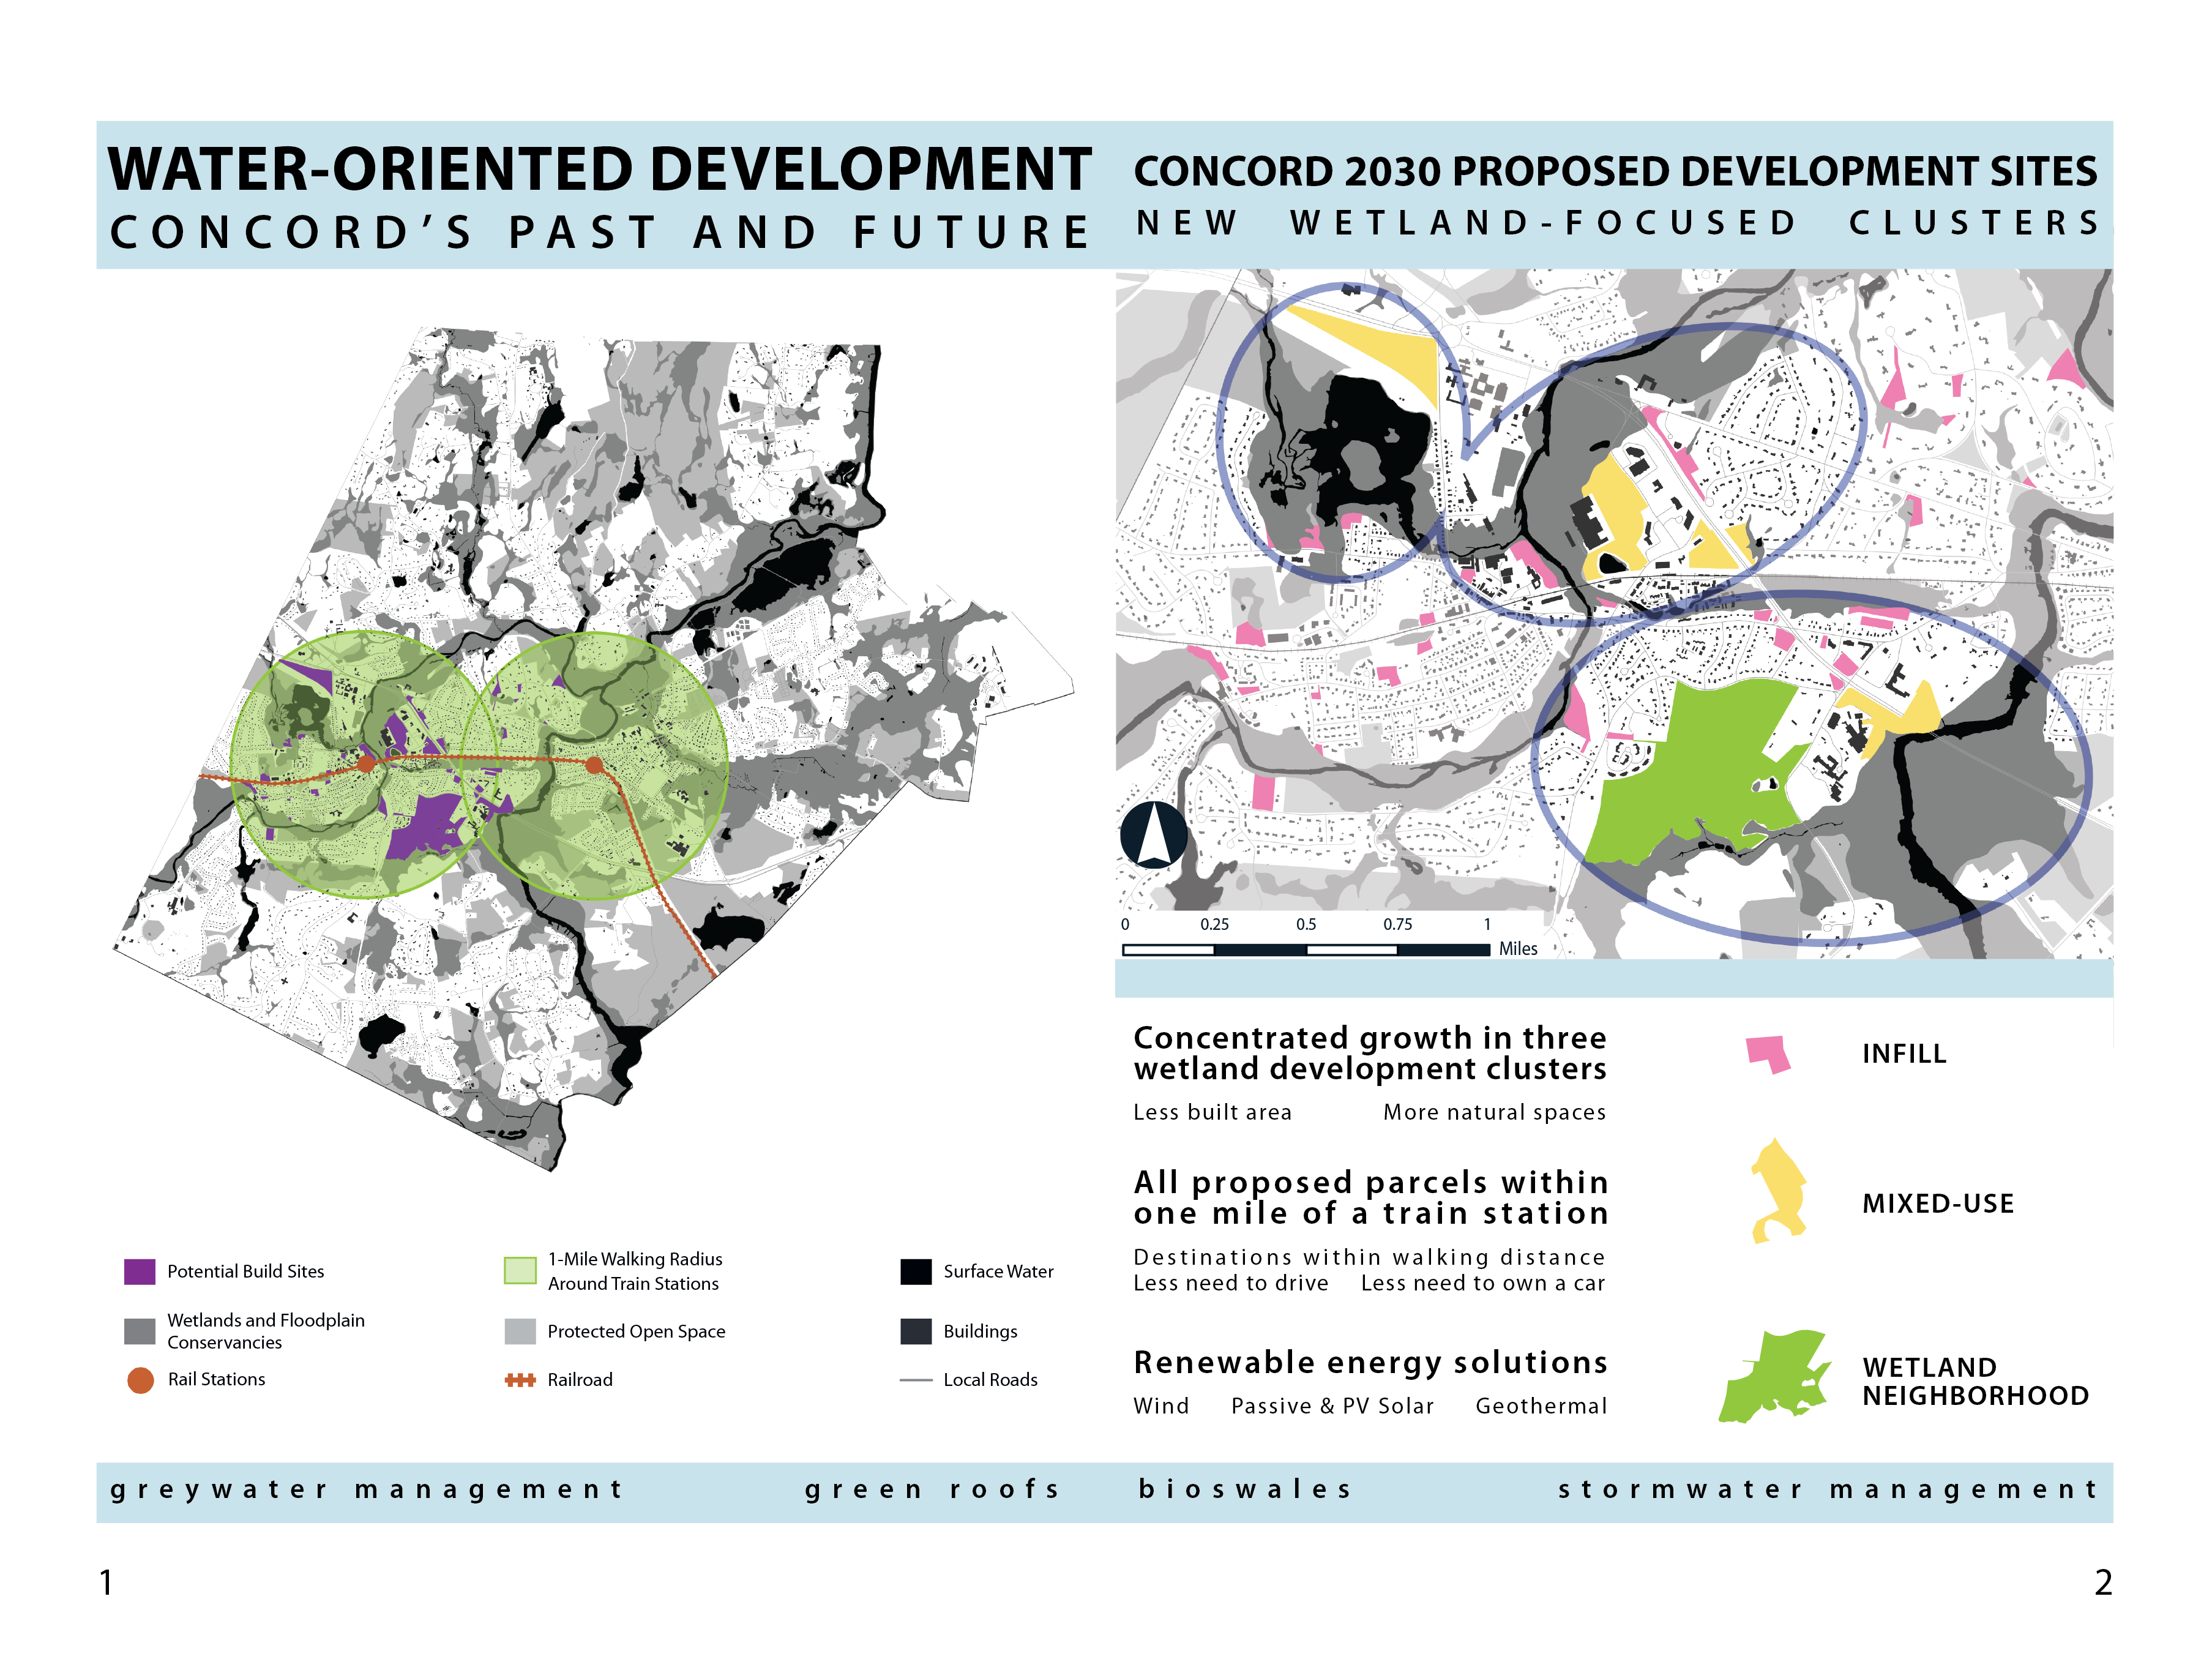 WATER-ORIENTED DEVELOPMENT
CONCORD’S PAST AND FUTURE
CONCORD 2030 PROPOSED DEVELOPMENT SITES
NEW WETLAND-FOCUSED CLUSTERS
0 0.25 0.5 0.75 1
Miles
Potential Build Sites
Wetlands and Floodplain
Conservancies
Rail Stations
1-Mile Walking Radius
Around Train Stations
Protected Open Space
Railroad
Surface Water
Buildings
Local Roads
Concentrated growth in three
wetland development clusters
Less built area More natural spaces
All proposed parcels within
one mile of a train station
Destinations within walking distance
Less need to drive Less need to own a car
Renewable energy solutions
Wind Passive & PV Solar Geothermal
INFILL
MIXED-USE
WETLAND
NEIGHBORHOOD
greywater management green roofs bioswales stormwater management
1
2